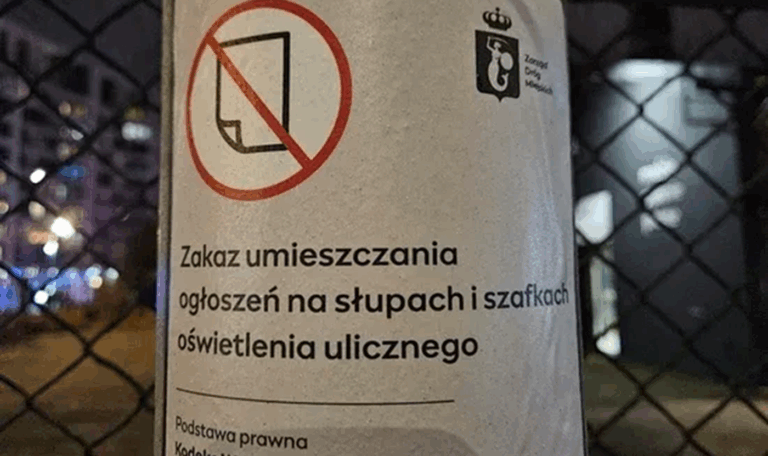 Zarząd
Dróg
Miejskich
Zakaz umieszczania
ogłoszeń na słupach i szafkach
oświetlenia ulicznego
Podstawa prawna